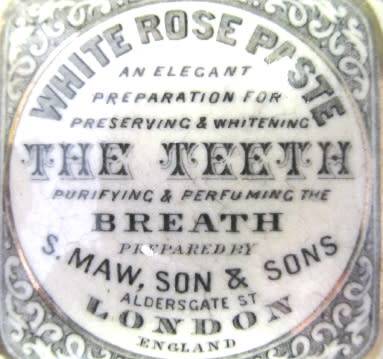 WHITE ROSE PASTE
AN ELEGANT
PREPARATION FOR
PRESERVING & WHITENING
THE TEETH
PURIFYING & PERFUMING THE
BREATH
PREPARED BY
S. MAW, SON & SONS
ALDERSGATE ST
LONDON
ENGLAND